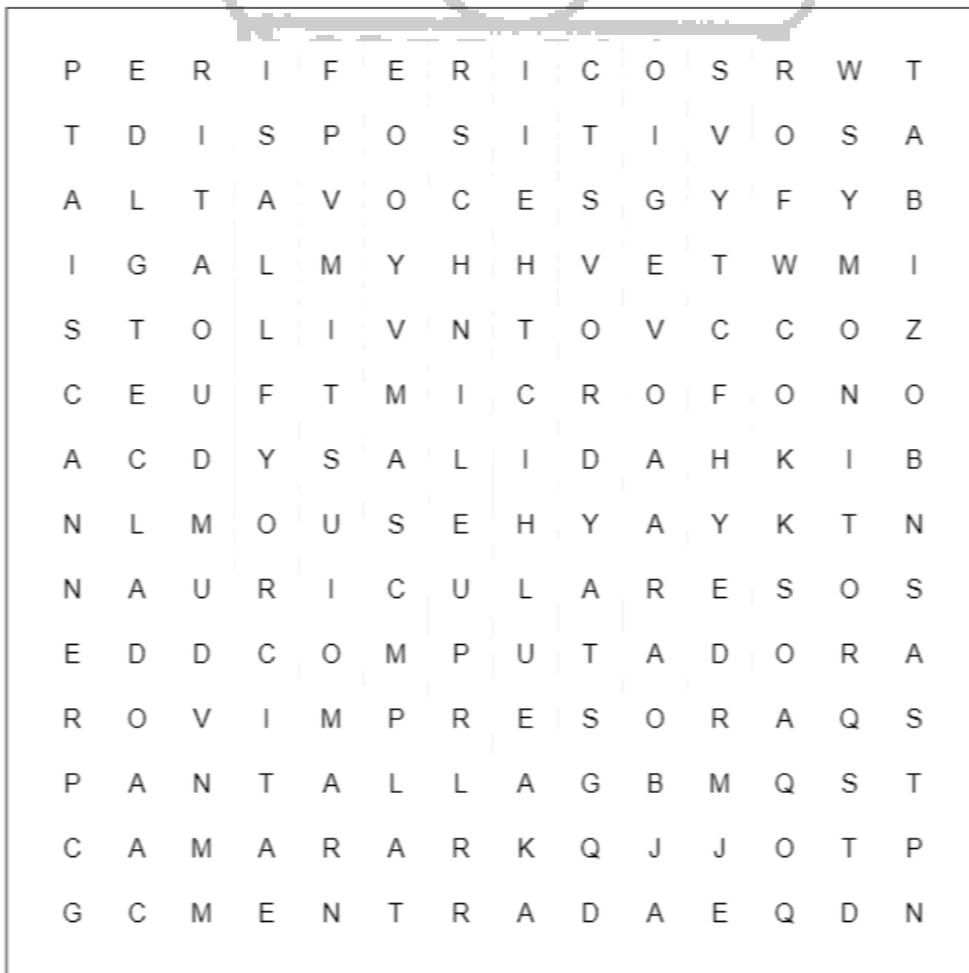 P E R I F E R I C O S R W T
T D I S P O S I T I V O S A
A L T A V O C E S G Y F Y B
I G A L M Y H H V E T W M I
S T O L I V N T O V C C O Z
C E U F T M I C R O F O N O
A C D Y S A L I D A H K I B
N L M O U S E H Y A Y K T N
N A U R I C U L A R E S O S
E D D C O M P U T A D O R A
R O V I M P R E S O R A Q S
P A N T A L L A G B M Q S T
C A M A R A R K Q J J O T P
G C M E N T R A D A E Q D N